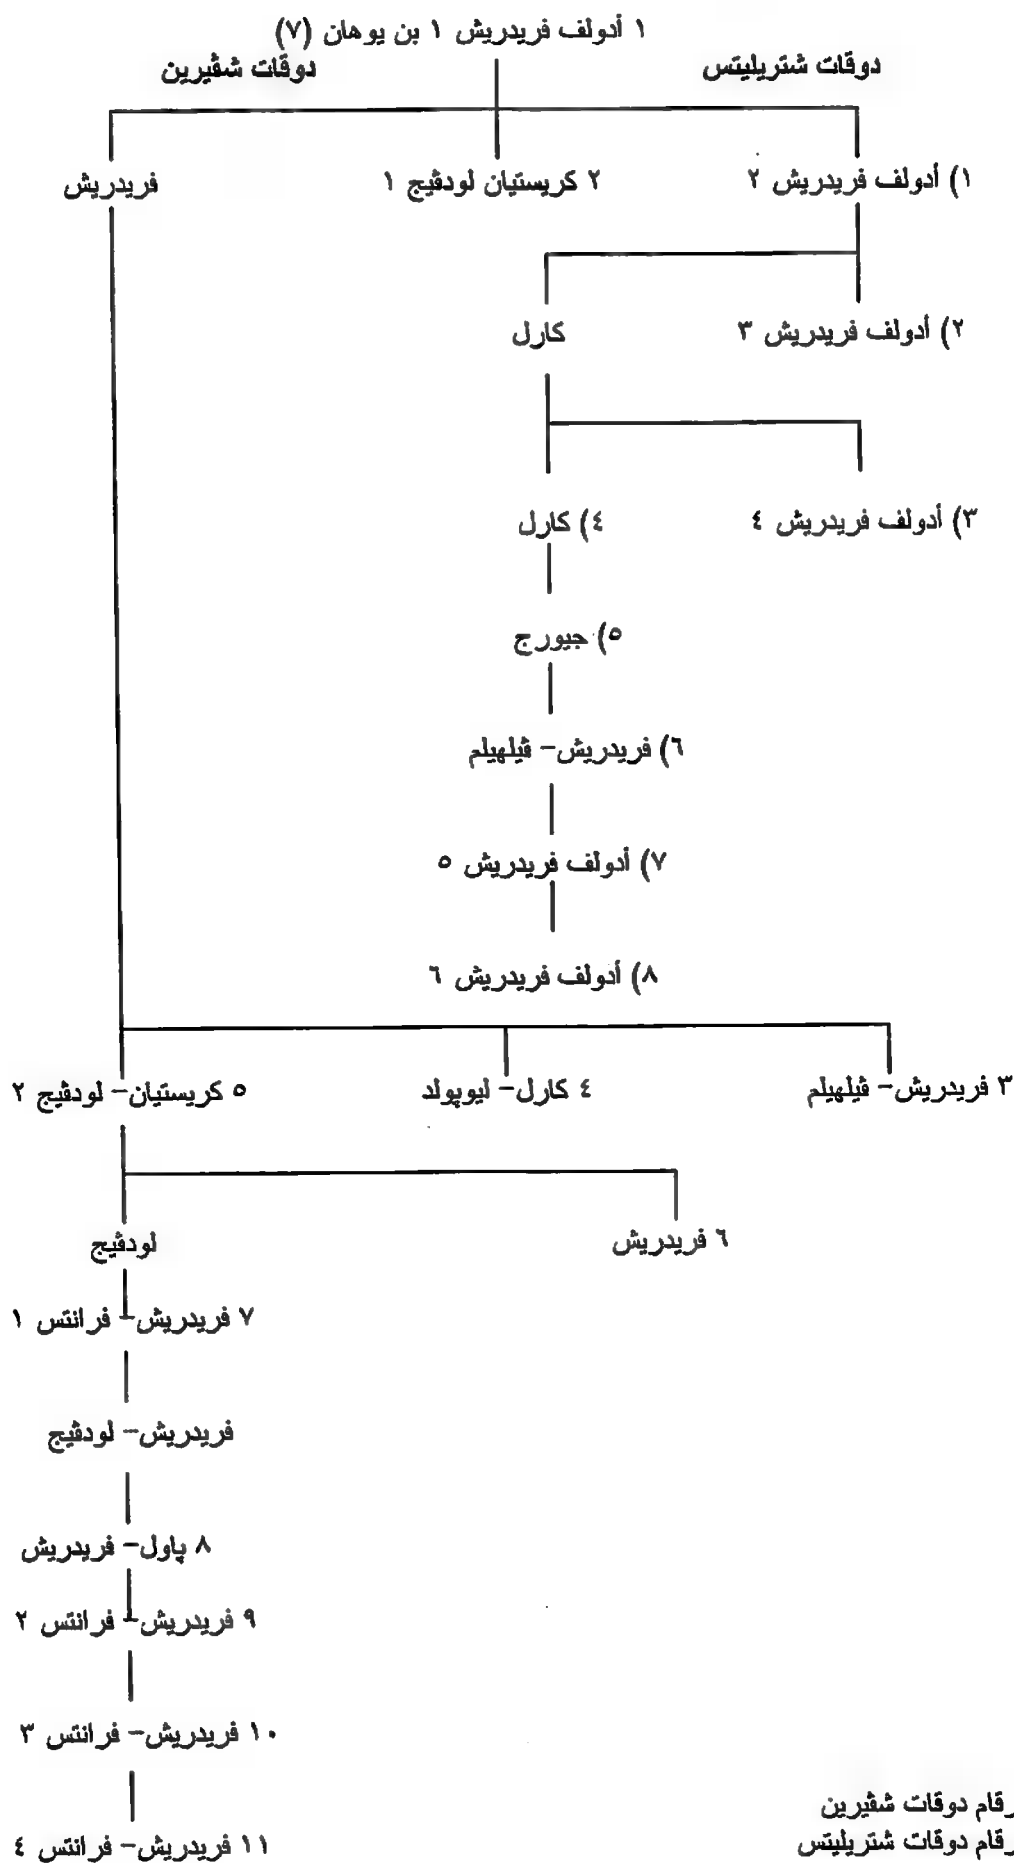 ١ أدولف فريدريش ١ بن يوهان (٧)
دوقات شتريليتس
دوقات شڤيرين
١) أدولف فريدريش ٢
٢ كريستيان لودڤيج ١
فريدريش
٢) أدولف فريدريش ٣
كارل
٣) أدولف فريدريش ٤
٤) كارل
٥) جيورج
٦) فريدريش- ڤيلهيلم
٧) أدولف فريدريش ٥
٨) أدولف فريدريش ٦
٣ فريدريش- ڤيلهيلم
٤ كارل- ليوپولد
٥ كريستيان- لودڤيج ٢
٦ فريدريش
لودڤيج
٧ فريدريش- فرانتس ١
فريدريش- لودڤيج
٨ پاول- فريدريش
٩ فريدريش- فرانتس ٢
١٠ فريدريش- فرانتس ٣
١١ فريدريش- فرانتس ٤
رقام دوقات شڤيرين
رقام دوقات شتريليتس